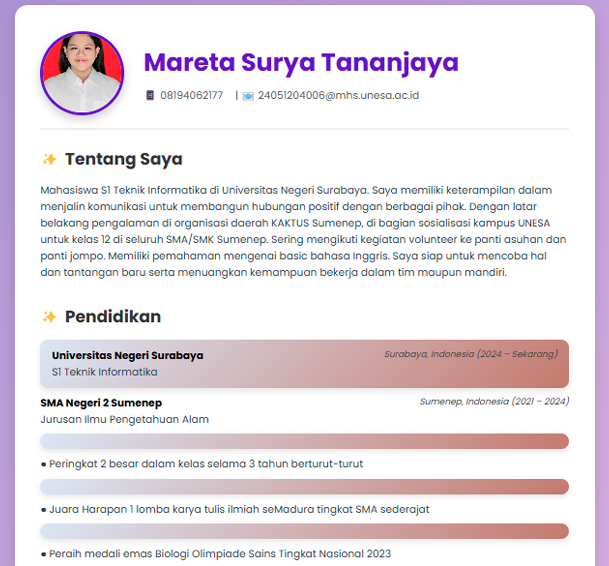 Mareta Surya Tananjaya
08194062177 | 24051204006@mhs.unesa.ac.id
Tentang Saya
Mahasiswa S1 Teknik Informatika di Universitas Negeri Surabaya. Saya memiliki keterampilan dalam
menjalin komunikasi untuk membangun hubungan positif dengan berbagai pihak. Dengan latar
belakang pengalaman di organisasi daerah KAKTUS Sumenep, di bagian sosialisasi kampus UNESA
untuk kelas 12 di seluruh SMA/SMK Sumenep. Sering mengikuti kegiatan volunteer ke panti asuhan dan
panti jompo. Memiliki pemahaman mengenai basic bahasa Inggris. Saya siap untuk mencoba hal
dan tantangan baru serta menuangkan kemampuan bekerja dalam tim maupun mandiri.
Pendidikan
Universitas Negeri Surabaya Surabaya, Indonesia (2024 – Sekarang)
S1 Teknik Informatika
SMA Negeri 2 Sumenep Sumenep, Indonesia (2021 – 2024)
Jurusan Ilmu Pengetahuan Alam
● Peringkat 2 besar dalam kelas selama 3 tahun berturut-turut
● Juara Harapan 1 lomba karya tulis ilmiah seMadura tingkat SMA sederajat
● Peraih medali emas Biologi Olimpiade Sains Tingkat Nasional 2023